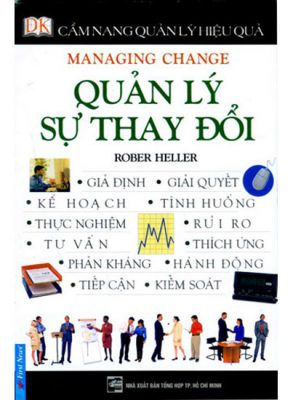 DK CẨM NANG QUẢN LÝ HIỆU QUẢ
MANAGING CHANGE
QUẢN LÝ
SỰ THAY ĐỔI
ROBER HELLER
• GIẢ ĐỊNH • GIẢI QUYẾT
• KẾ HOẠCH • TÌNH HUỐNG
• THỰC NGHIỆM • RỦI RO
• TƯ VẤN • THÍCH ỨNG
• PHẢN KHÁNG • HÀNH ĐỘNG
• TIẾP CẬN • KIỂM SOÁT
First News
NHÀ XUẤT BẢN TỔNG HỢP TP. HỒ CHÍ MINH